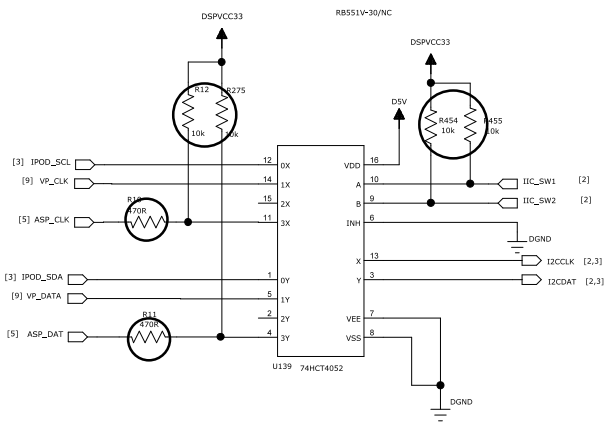 RB551V-30/NC
DSPVCC33
DSPVCC33
R12
R275
10k
10k
D5V
R454
R455
10k
10k
[3] IPOD_SCL
12 0X
VDD 16
[9] VP_CLK
14 1X
A 10
IIC_SW1 [2]
15 2X
B 9
IIC_SW2 [2]
R10
470R
[5] ASP_CLK
11 3X
INH 6
DGND
X 13
I2CCLK [2,3]
[3] IPOD_SDA
1 0Y
Y 3
I2CDAT [2,3]
[9] VP_DATA
5 1Y
R11
470R
2 2Y
VEE 7
[5] ASP_DAT
4 3Y
VSS 8
U139 74HCT4052
DGND